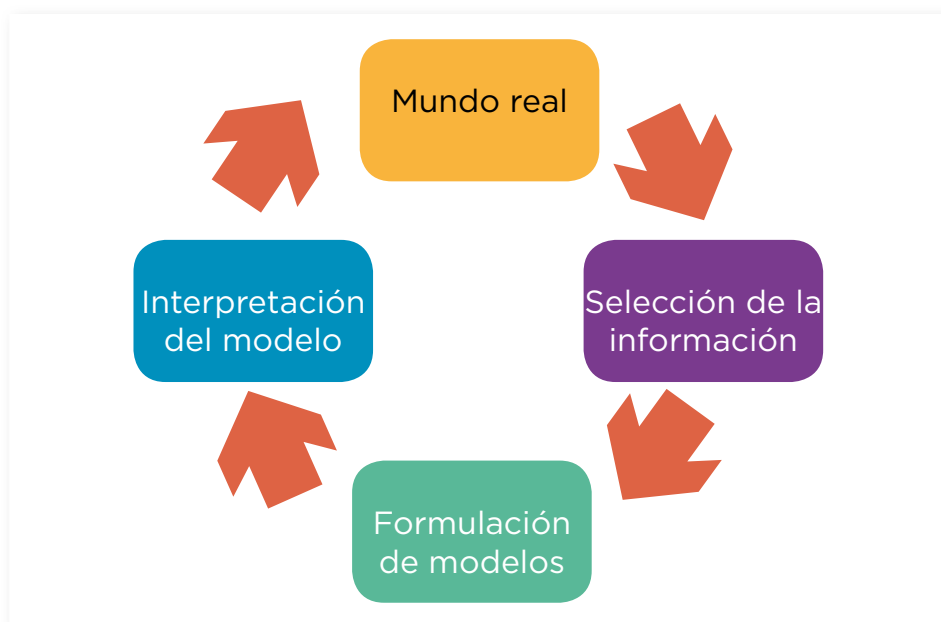 Mundo real
Selección de la
información
Formulación
de modelos
Interpretación
del modelo